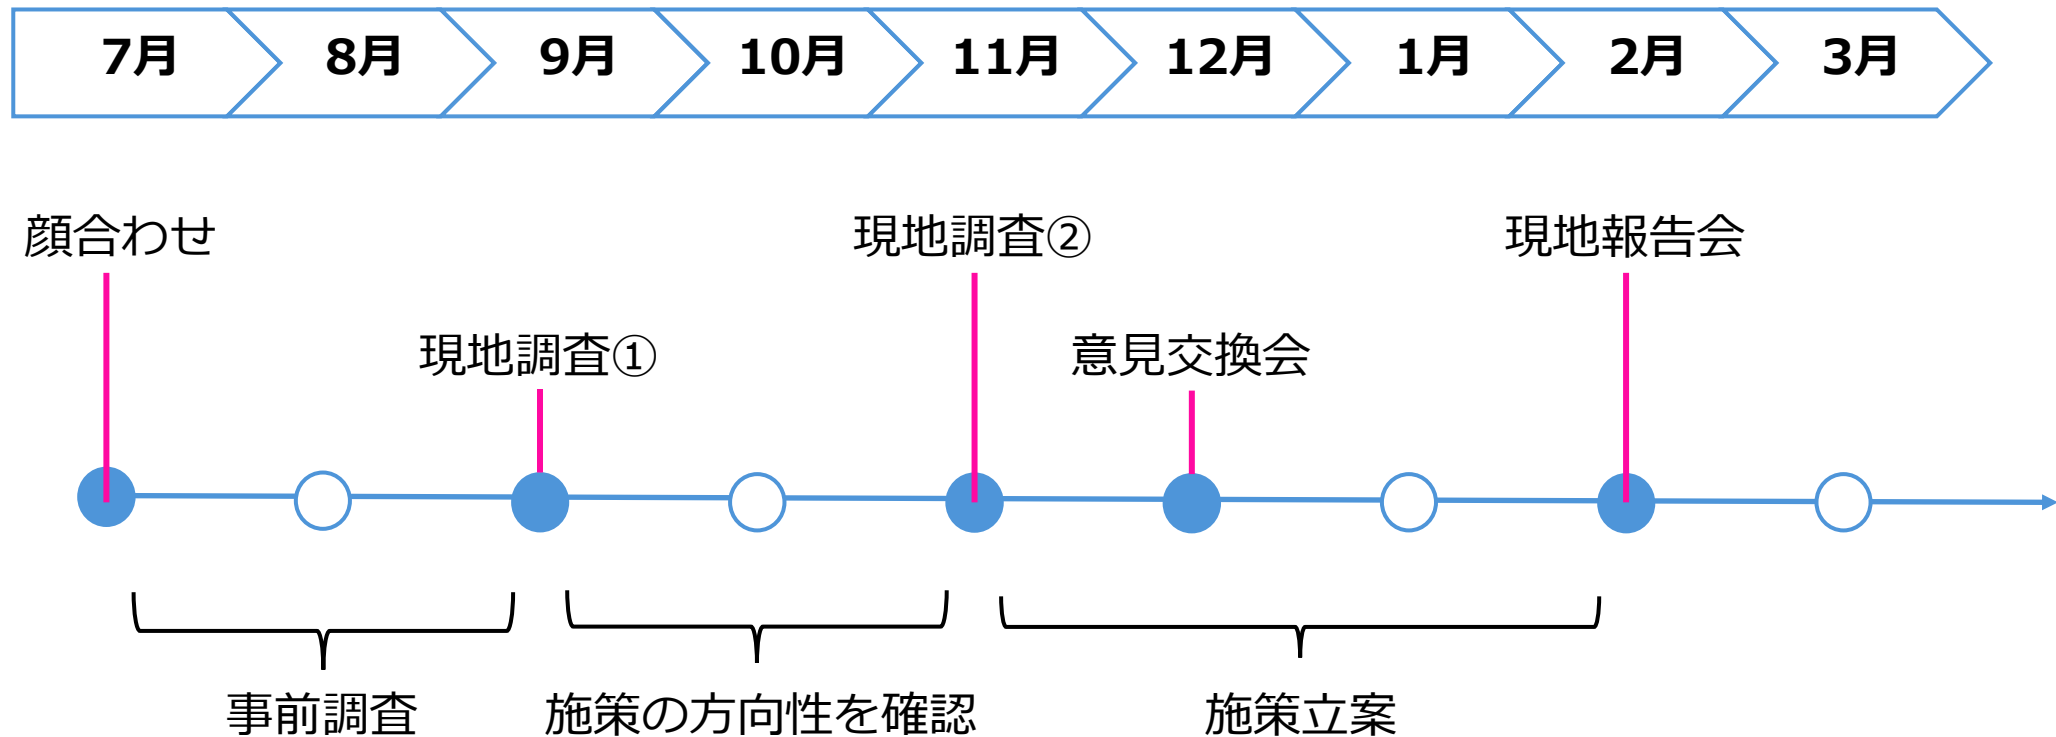 7月 8月 9月 10月 11月 12月 1月 2月 3月
顔合わせ 現地調査② 現地報告会
現地調査① 意見交換会
事前調査 施策の方向性を確認 施策立案